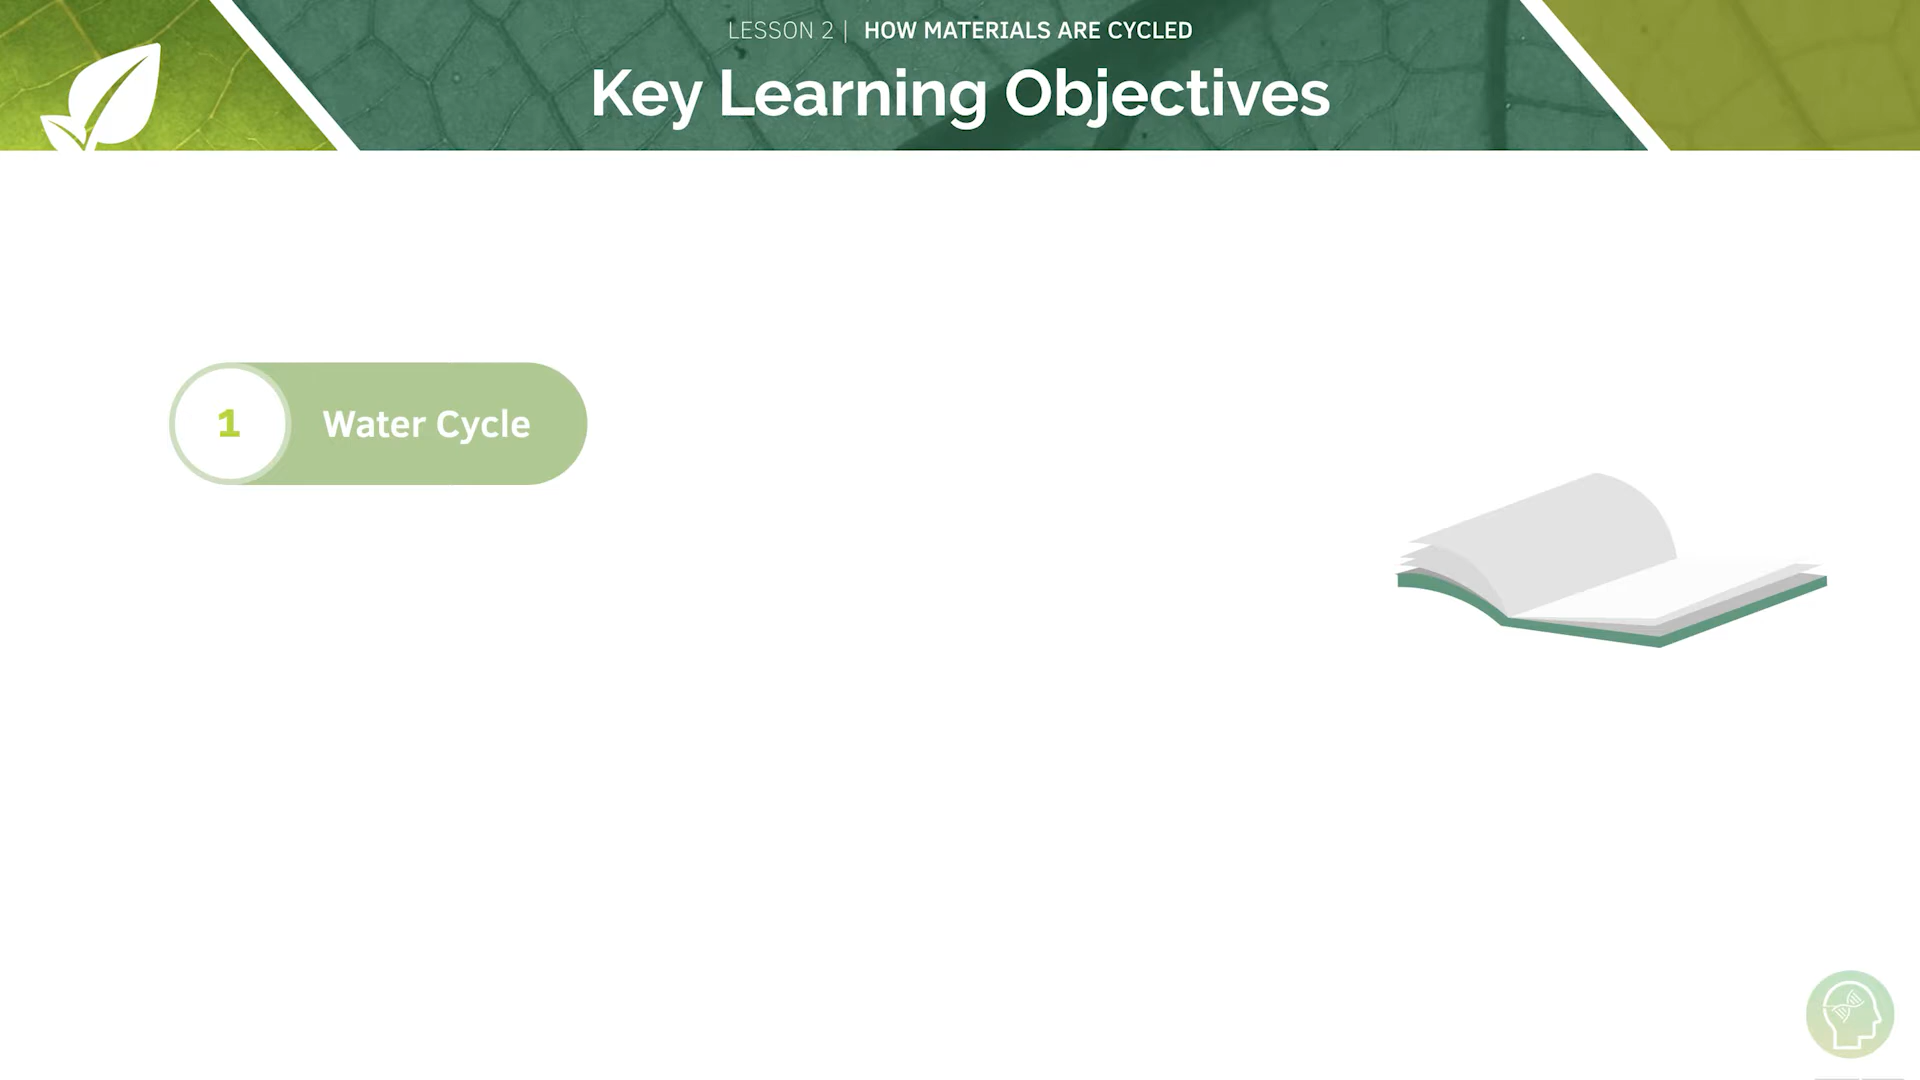 LESSON 2 | HOW MATERIALS ARE CYCLED
Key Learning Objectives
1 Water Cycle